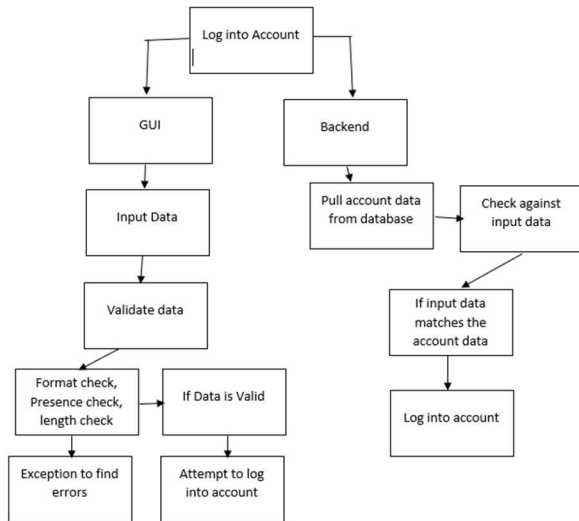 Log into Account
GUI
Backend
Input Data
Pull account data
from database
Check against
input data
Validate data
If input data
matches the
account data
Format check,
Presence check,
length check
If Data is Valid
Log into account
Exception to find
errors
Attempt to log
into account